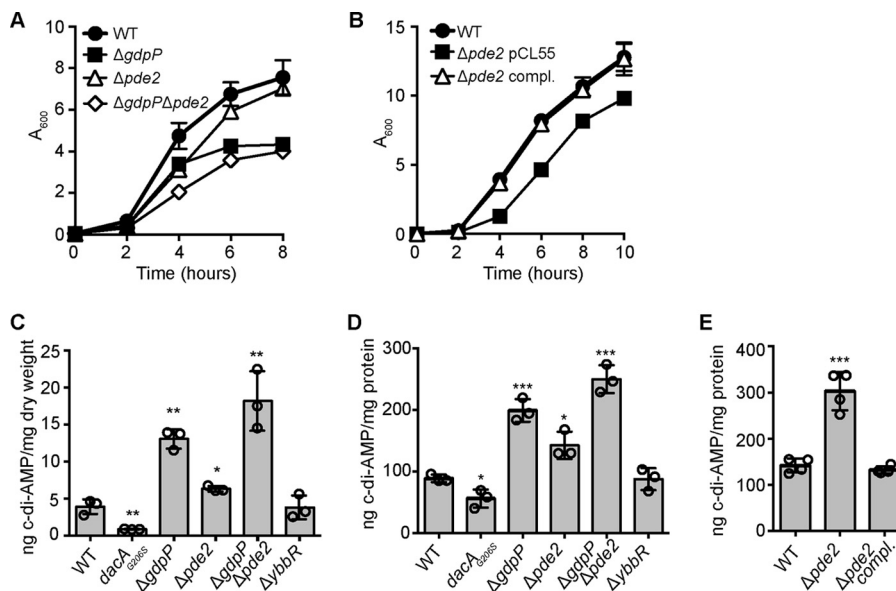 A
10
8
6
4
2
0
A600
0 2 4 6 8
Time (hours)
WT
ΔgdpP
Δpde2
ΔgdpPΔpde2
B
15
10
5
0
A600
0 2 4 6 8 10
Time (hours)
WT
Δpde2 pCL55
Δpde2 compl.
C
ng c-di-AMP/mg dry weight
25
20
15
10
5
0
**
**
*
**
WT
dacA G206S
ΔgdpP
Δpde2
ΔgdpP
Δpde2
ΔybbR
D
ng c-di-AMP/mg protein
300
200
100
0
*
***
*
***
WT
dacA G206S
ΔgdpP
Δpde2
ΔgdpP
Δpde2
ΔybbR
E
ng c-di-AMP/mg protein
400
300
200
100
0
***
WT
Δpde2
Δpde2
compl.